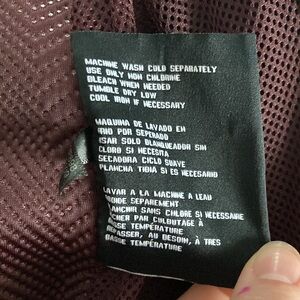 MACHINE WASH COLD SEPARATELY
USE ONLY NON CHLORINE
BLEACH WHEN NEEDED
TUMBLE DRY LOW
COOL IRON IF NECESSARY
MAQUINA DE LAVADO EN
FRIO POR SEPERADO
USAR SOLO BLANQUEADOR SIN
CLORO SI NECESITA
SECADORA CICLO SUAVE
PLANCHA TIBIA SI ES NECESARIO
LAVAR A LA MACHINE A L'EAU
FROIDE SEPAREMENT
BLANCHIR SANS CHLORE SI NECESSAIRE
SECHER PAR CULBUTAGE À
BASSE TEMPÉRATURE
REPASSER, AU BESOIN, À TRES
BASSE TEMPÉRATURE